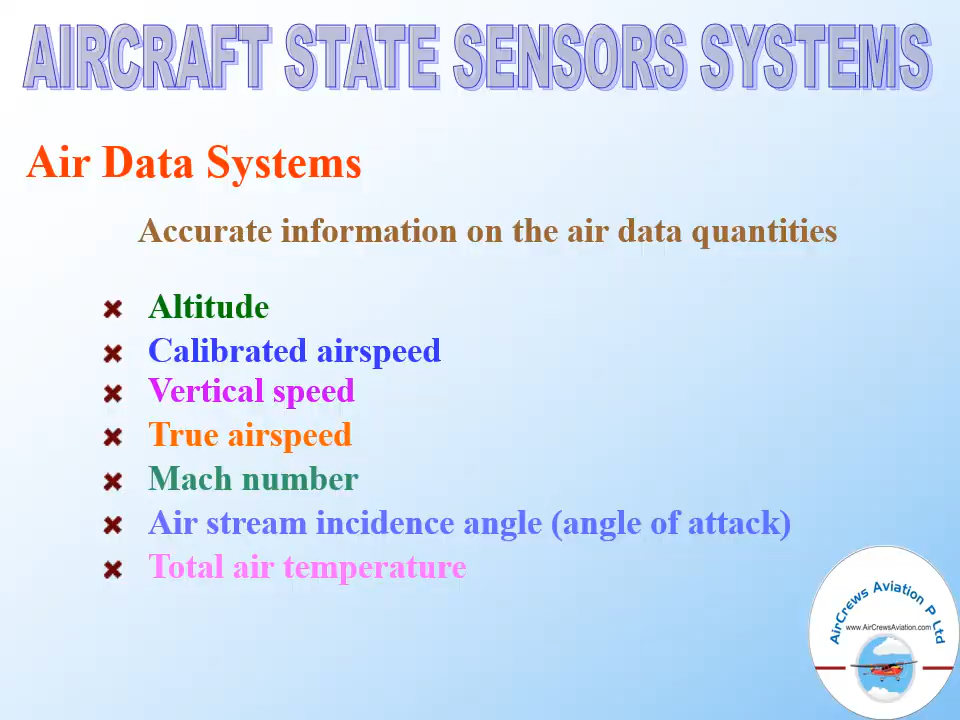 AIRCRAFT STATE SENSORS SYSTEMS
Air Data Systems
Accurate information on the air data quantities
Altitude
Calibrated airspeed
Vertical speed
True airspeed
Mach number
Air stream incidence angle (angle of attack)
Total air temperature
AirCrews Aviation P Ltd
www.AirCrewsAviation.com